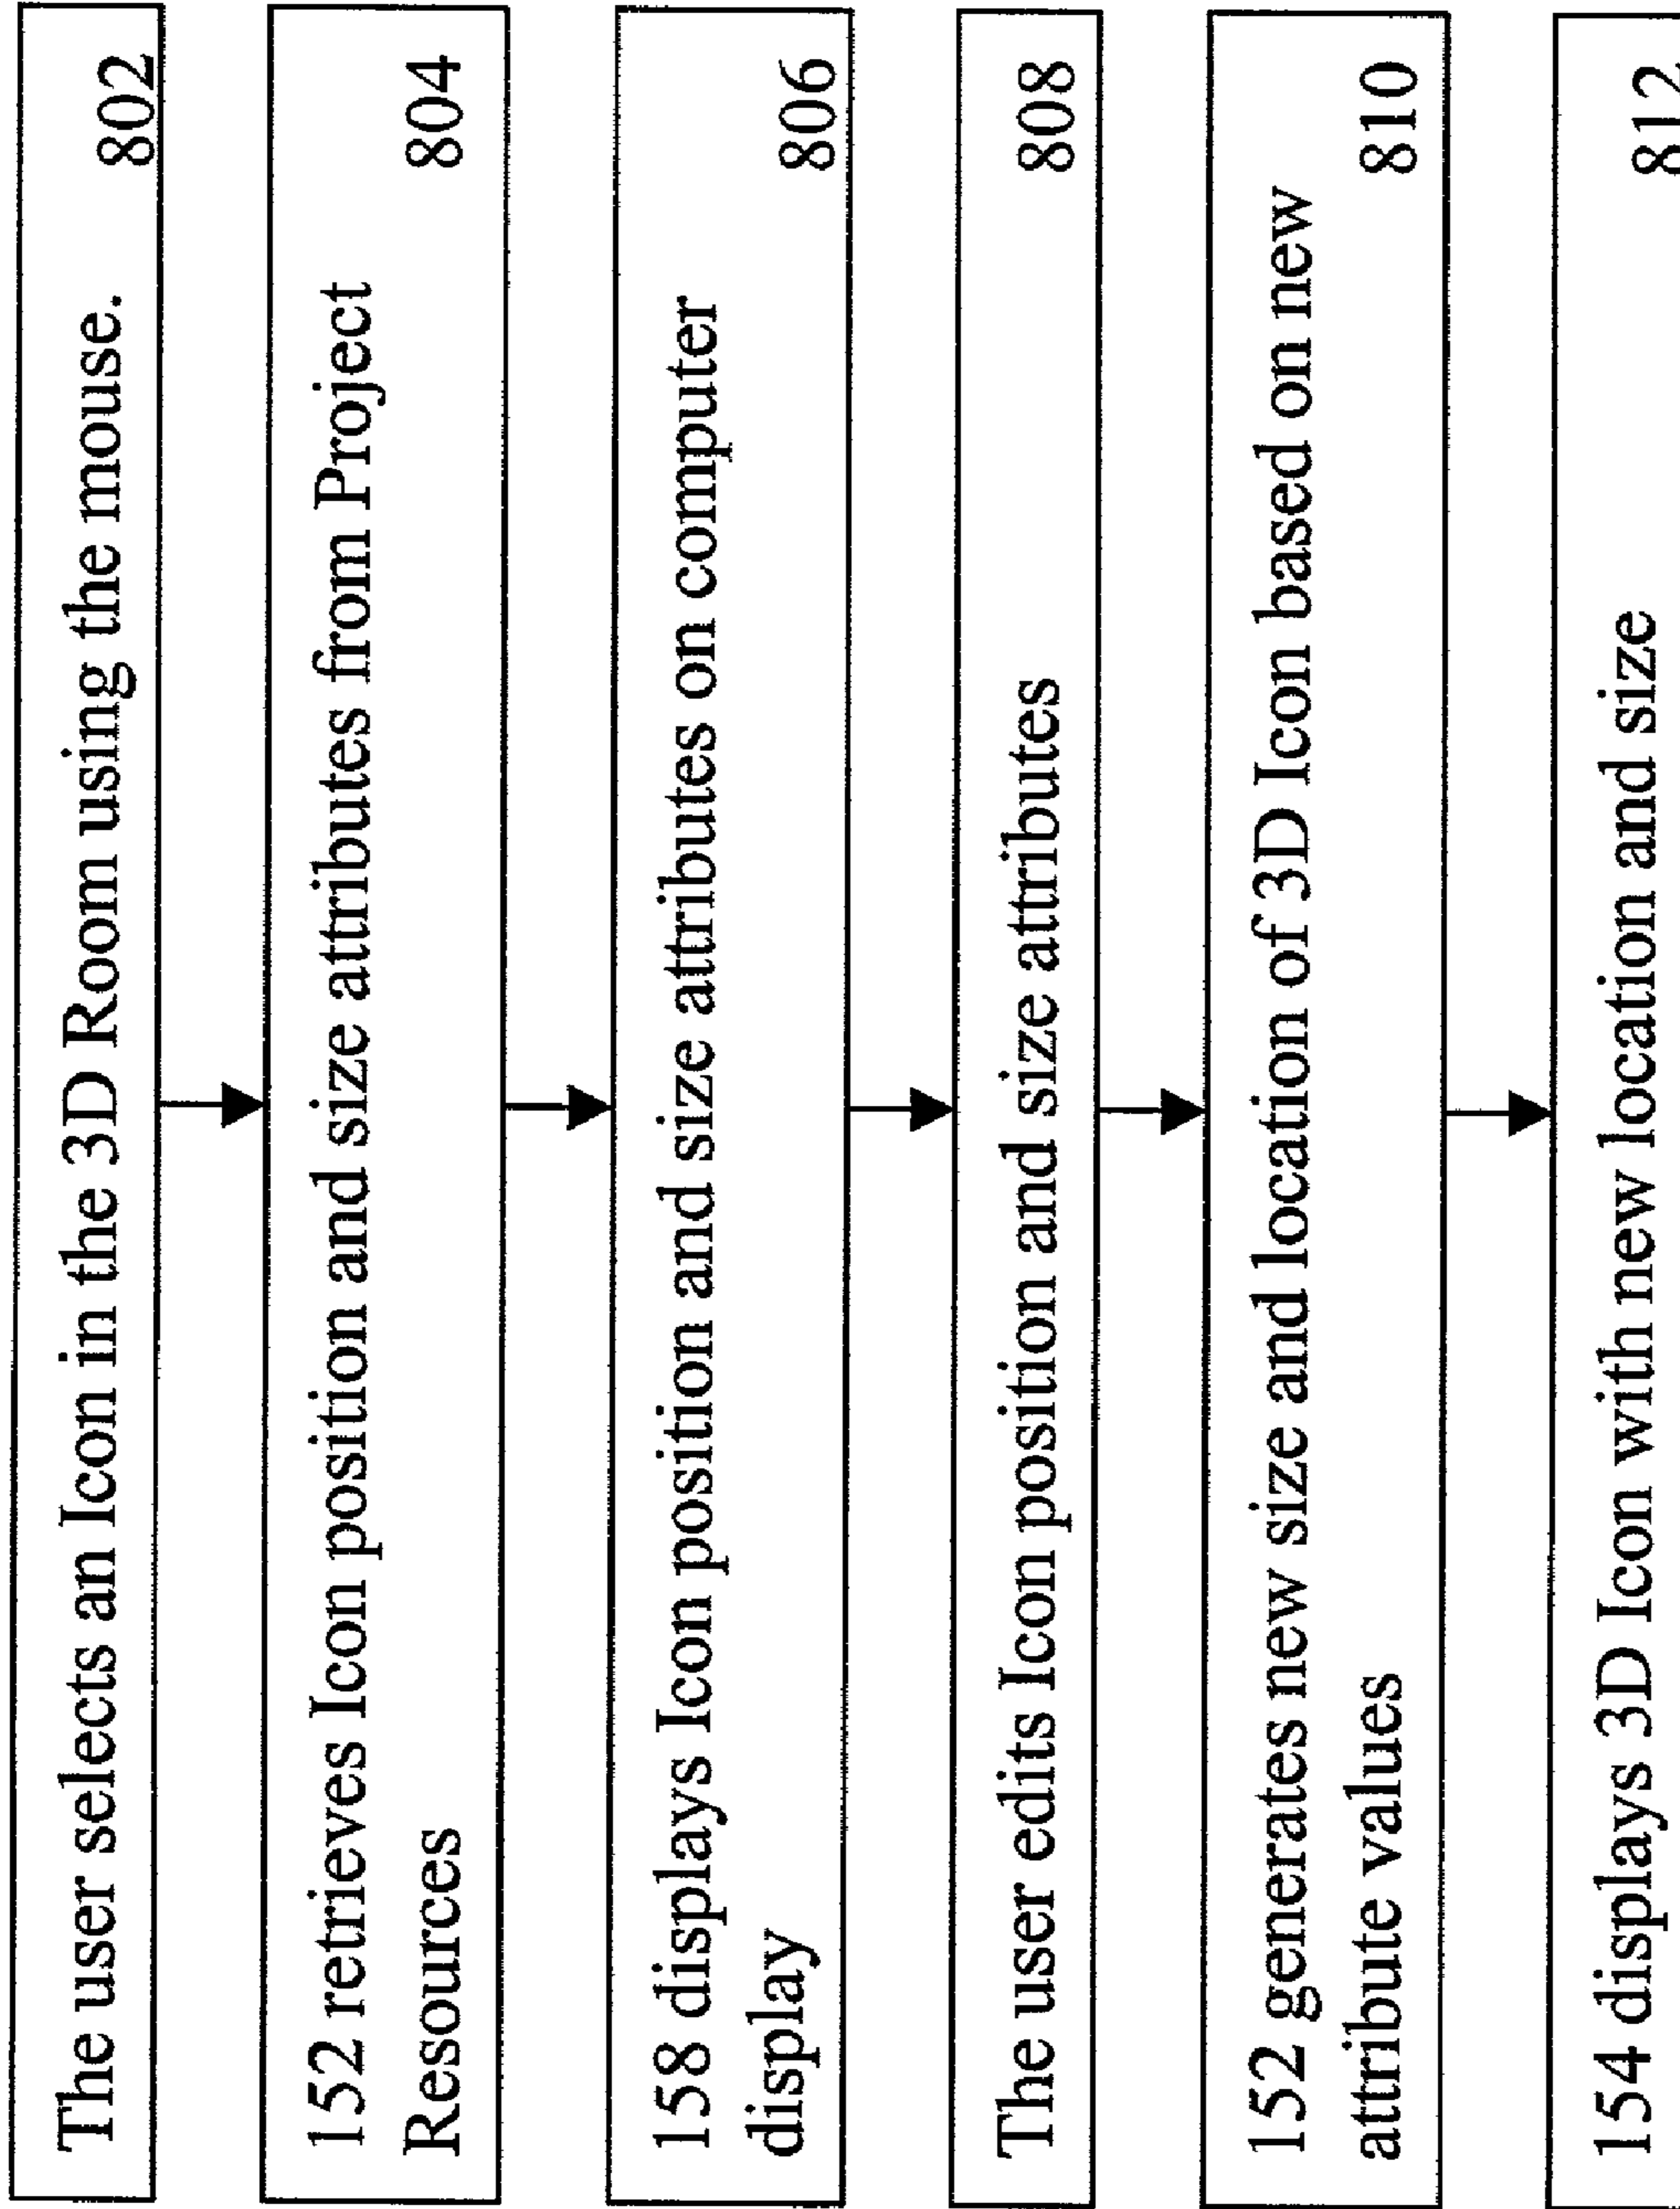 The user selects an Icon in the 3D Room using the mouse.
802
152 retrieves Icon position and size attributes from Project
Resources
804
158 displays Icon position and size attributes on computer
display
806
The user edits Icon position and size attributes
808
152 generates new size and location of 3D Icon based on new
attribute values
810
154 displays 3D Icon with new location and size
812